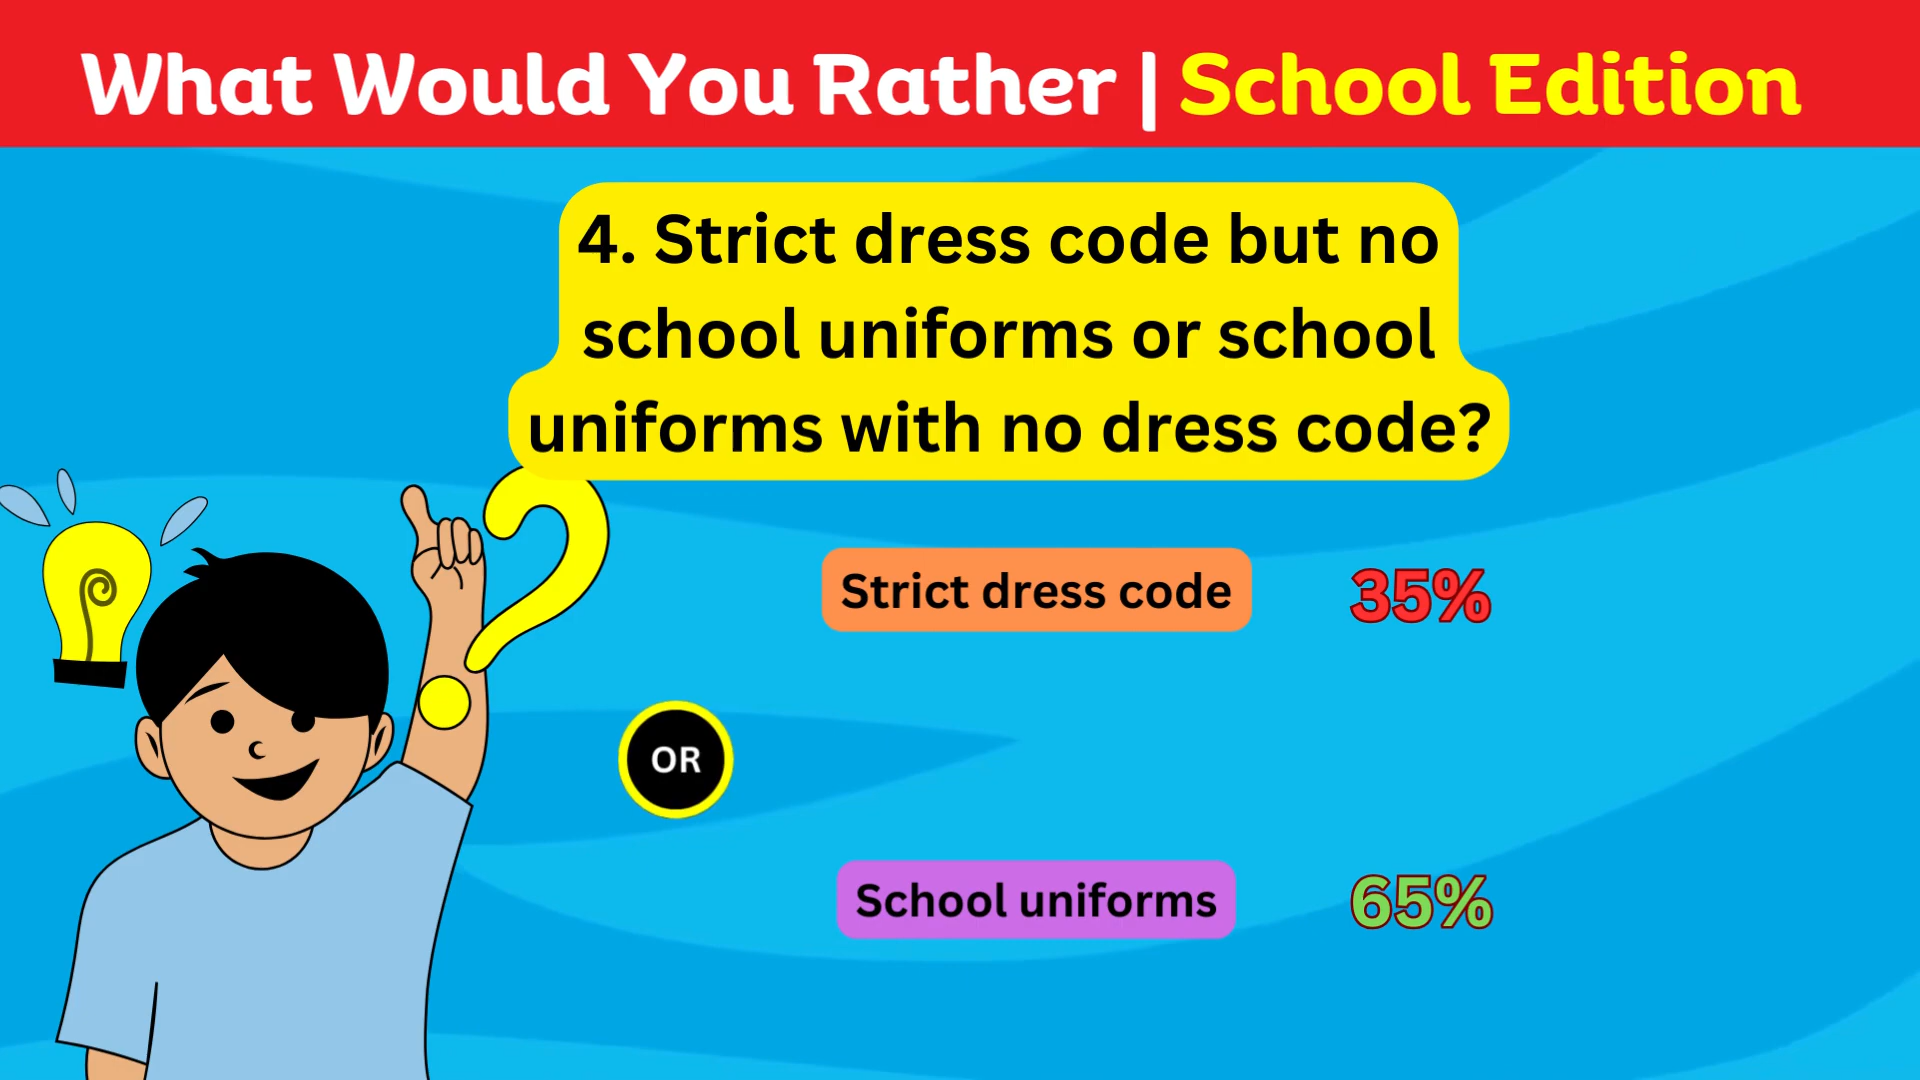 What Would You Rather | School Edition
4. Strict dress code but no
school uniforms or school
uniforms with no dress code?
Strict dress code 35%
OR
School uniforms 65%